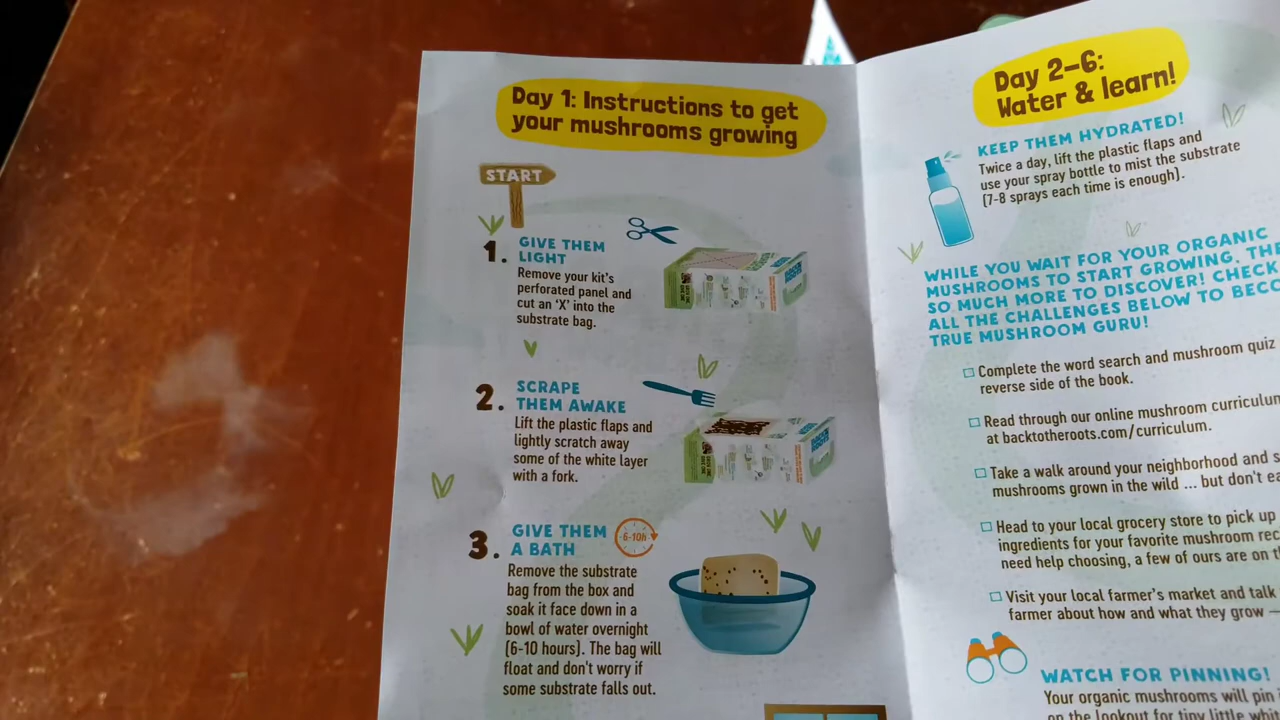 Day 1: Instructions to get
your mushrooms growing
START
1. GIVE THEM
LIGHT
Remove your kit's
perforated panel and
cut an 'X' into the
substrate bag.
2. SCRAPE
THEM AWAKE
Lift the plastic flaps and
lightly scratch away
some of the white layer
with a fork.
3. GIVE THEM
A BATH
6-10h
Remove the substrate
bag from the box and
soak it face down in a
bowl of water overnight
(6-10 hours). The bag will
float and don't worry if
some substrate falls out.
Day 2–6:
Water & learn!
KEEP THEM HYDRATED!
Twice a day, lift the plastic flaps and
use your spray bottle to mist the substrate
(7-8 sprays each time is enough).
WHILE YOU WAIT FOR YOUR ORGANIC
MUSHROOMS TO START GROWING,
SO MUCH MORE TO DISCOVER! CHECK
ALL THE CHALLENGES BELOW TO
TRUE MUSHROOM GURU!
Complete the word search and mushroom quiz
reverse side of the book.
Read through our online mushroom curriculum
at backtotheroots.com/curriculum.
Take a walk around your neighborhood and
mushrooms grown in the wild ... but don't
Head to your local grocery store to pick up
ingredients for your favorite mushroom
need help choosing, a few of ours are on
Visit your local farmer's market and talk
farmer about how and what they grow –
WATCH FOR PINNING!
Your organic mushrooms will pin
on the lookout for tiny little